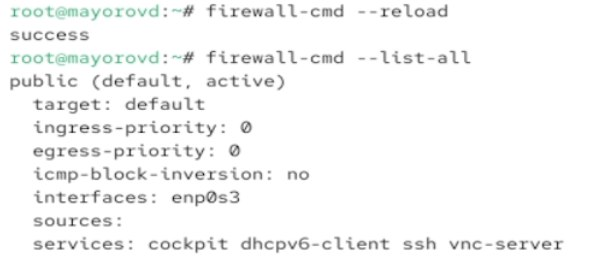 root@mayorovd:~# firewall-cmd --reload
success
root@mayorovd:~# firewall-cmd --list-all
public (default, active)
  target: default
  ingress-priority: 0
  egress-priority: 0
  icmp-block-inversion: no
  interfaces: enp0s3
  sources:
  services: cockpit dhcpv6-client ssh vnc-server